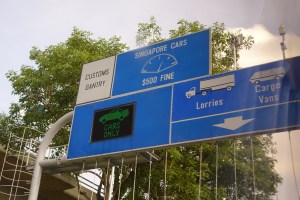 CUSTOMS
GANTRY
SINGAPORE CARS
$500 FINE
CARS
ONLY
Lorries
Cargo
Vans